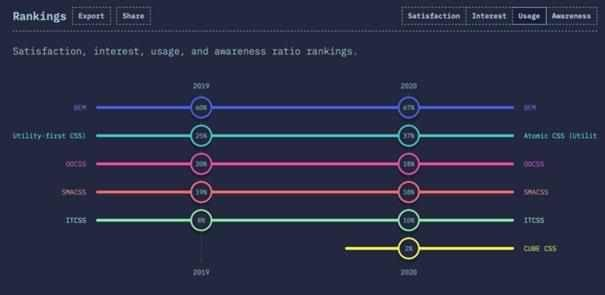 Rankings Export Share Satisfaction Interest Usage Awareness
Satisfaction, interest, usage, and awareness ratio rankings.
2019 2020
BEM 60% 67% BEM
Utility-first CSS) 25% 37% Atomic CSS (Utilit
OOCSS 20% 18% OOCSS
SMACSS 19% 16% SMACSS
ITCSS 8% 10% ITCSS
2% CUBE CSS
2019 2020